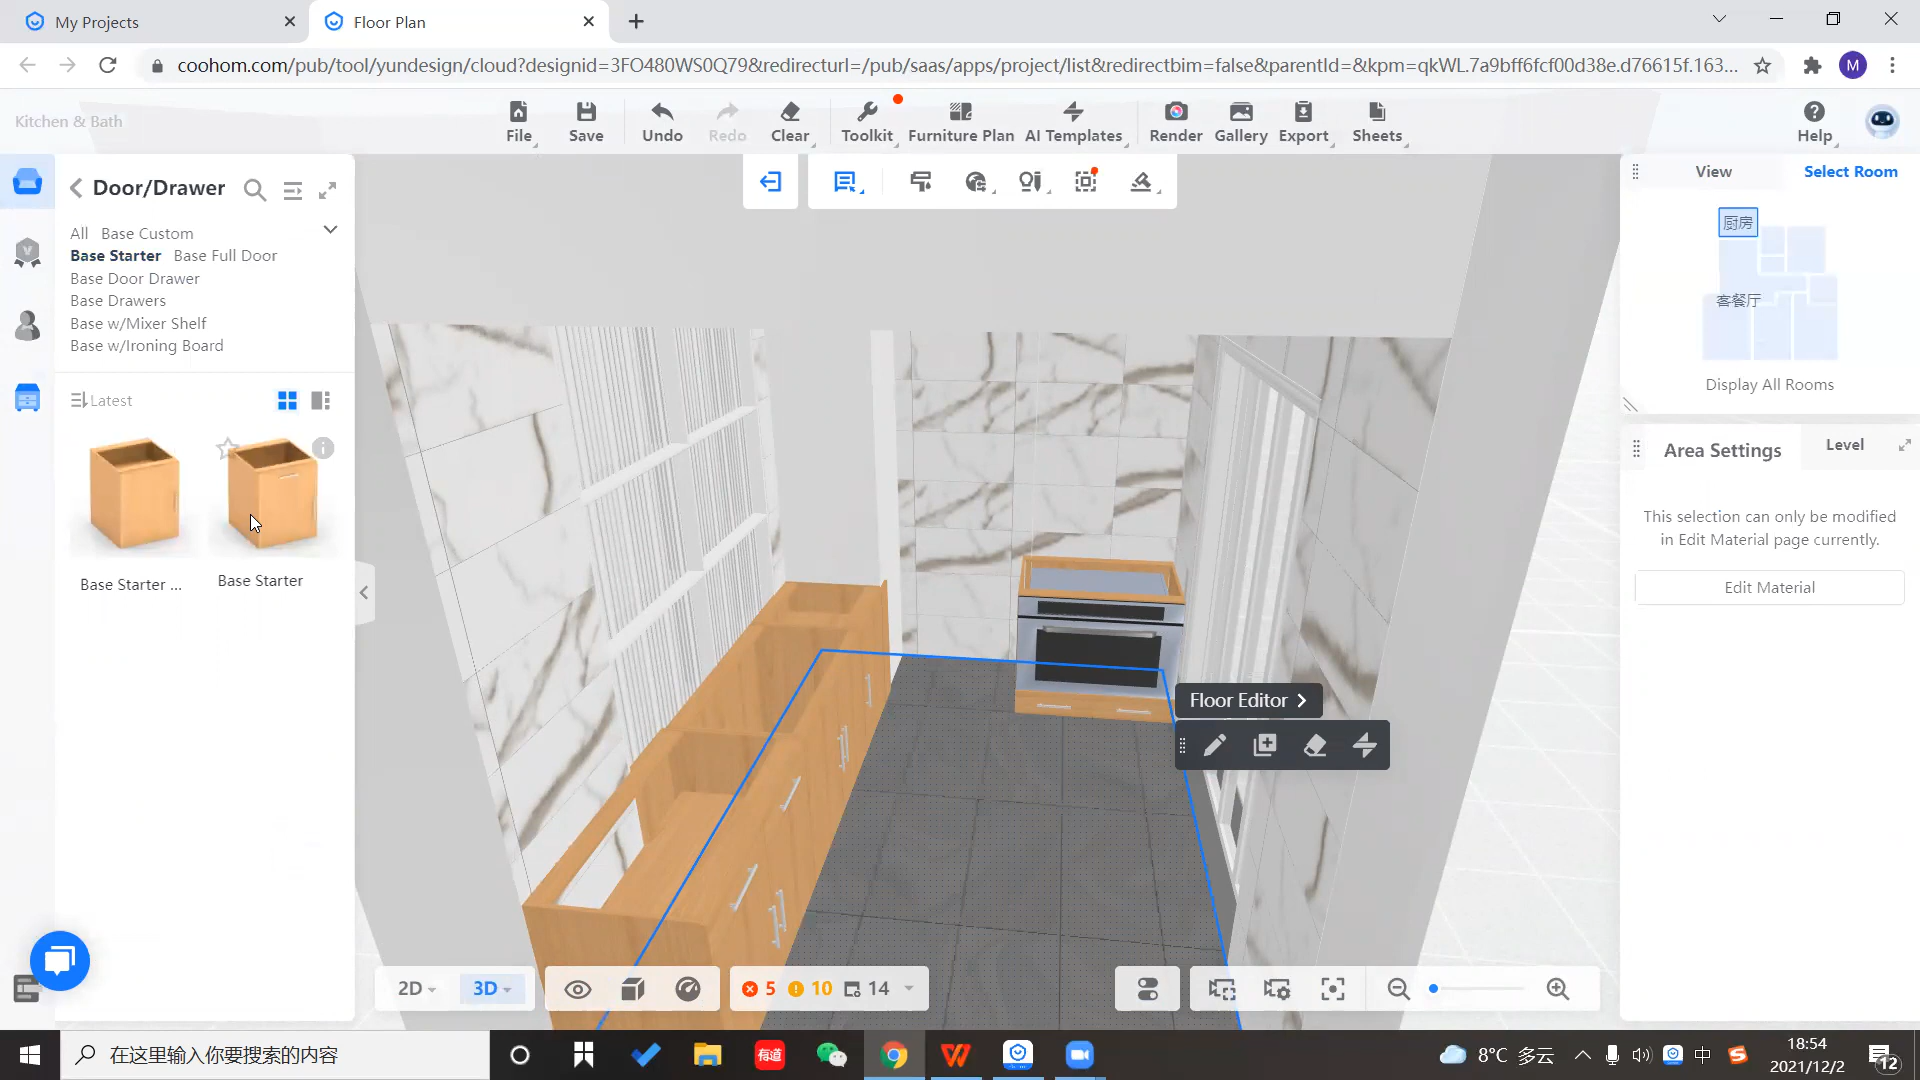 My Projects
Floor Plan
coohom.com/pub/tool/yundesign/cloud?designid=3FO480WS0Q79&redirecturl=/pub/saas/apps/project/list&redirectbim=false&parentId=&kpm=qkWL.7a9bff6fcf00d38e.d76615f.163...
M
Kitchen & Bath
File
Save
Undo
Redo
Clear
Toolkit
Furniture Plan
AI Templates
Render
Gallery
Export
Sheets
Help
Door/Drawer
All Base Custom
Base Starter Base Full Door
Base Door Drawer
Base Drawers
Base w/Mixer Shelf
Base w/Ironing Board
Latest
Base Starter ...
Base Starter
View
Select Room
厨房
客餐厅
Display All Rooms
Area Settings
Level
This selection can only be modified
in Edit Material page currently.
Edit Material
Floor Editor
2D
3D
5
10
14
在这里输入你要搜索的内容
有道
8°C 多云
中
18:54
2021/12/2
12